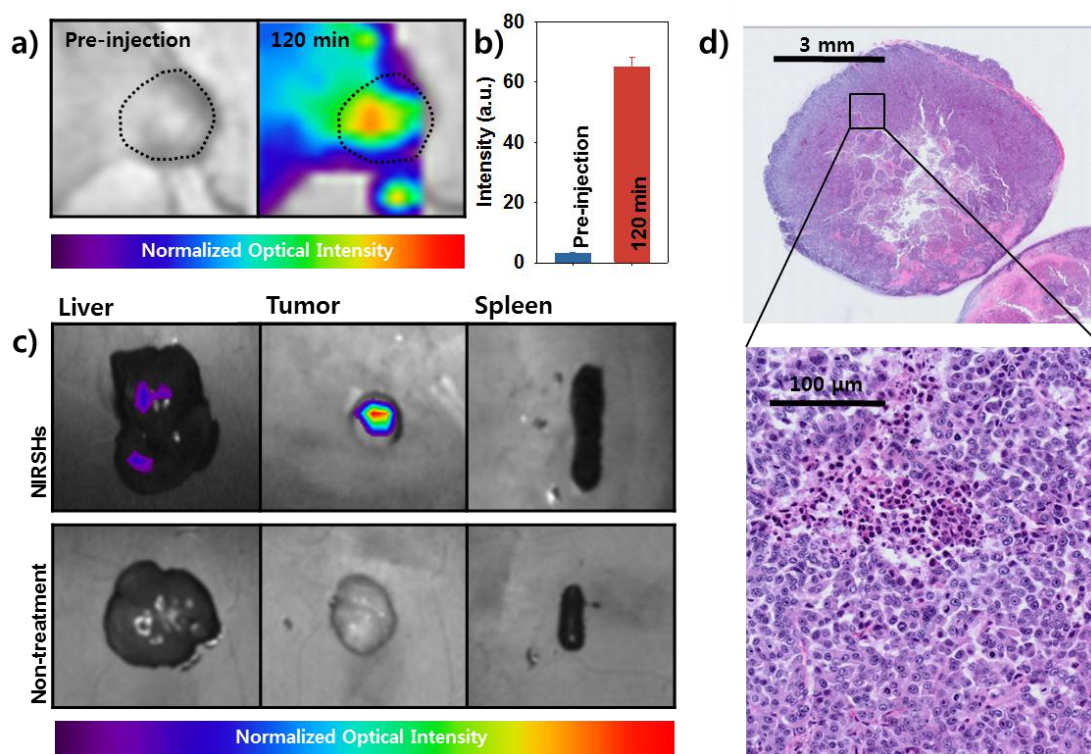 a)
Pre-injection
120 min
Normalized Optical Intensity
b)
Intensity (a.u.)
80
60
40
20
0
Pre-injection
120 min
c)
Liver
Tumor
Spleen
NIRSHs
Non-treatment
Normalized Optical Intensity
d)
3 mm
100 μm